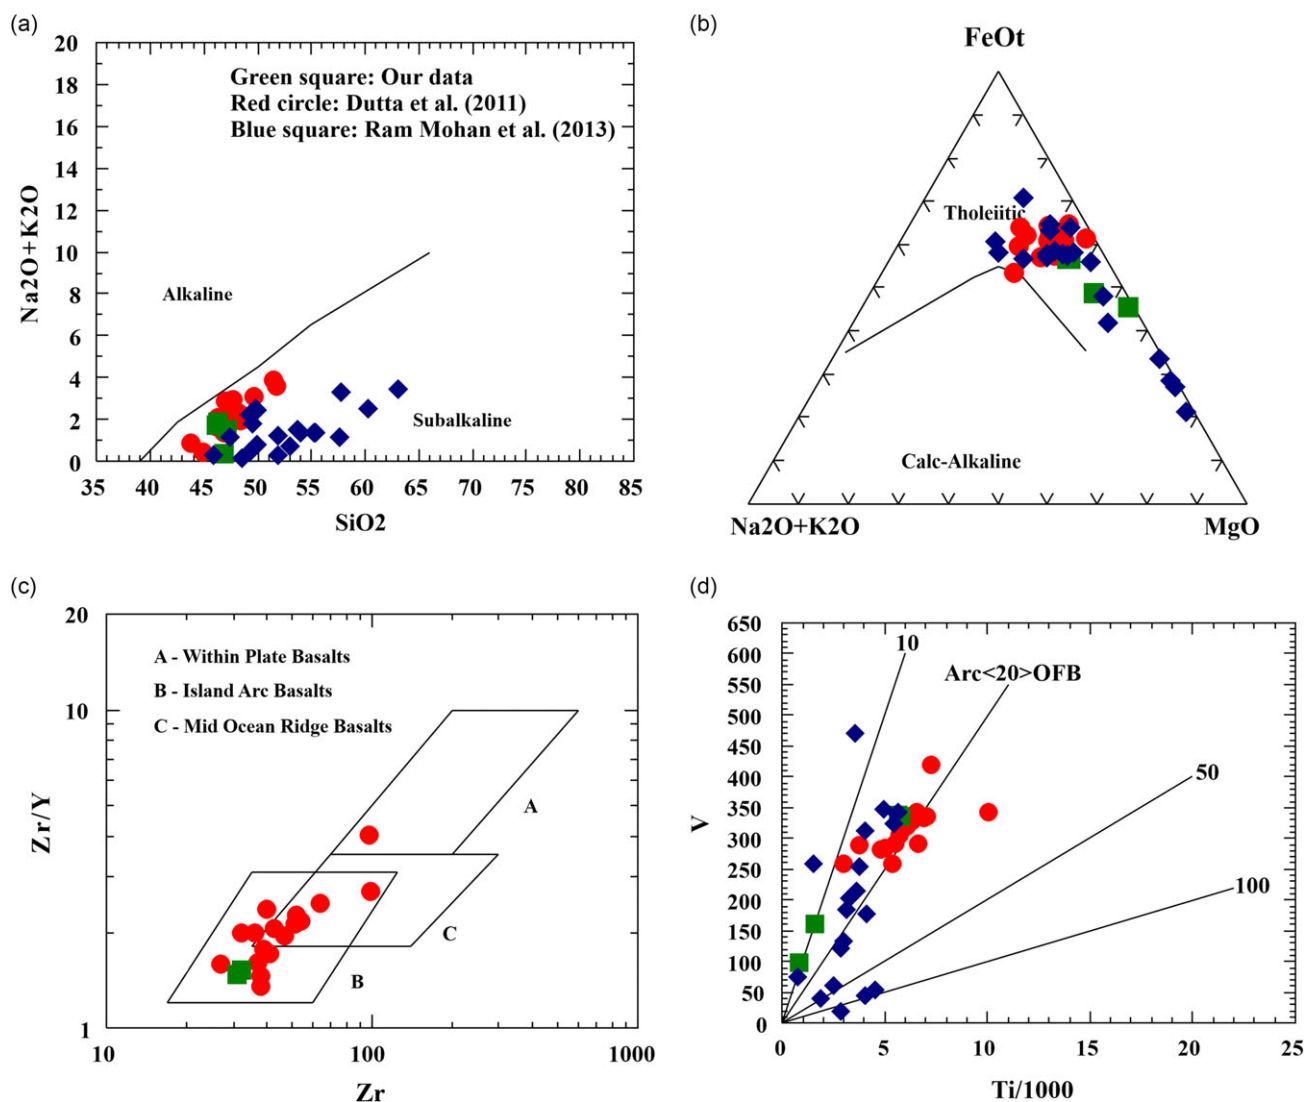 (a)
20
18
16
14
12
10
8
6
4
2
0
Na2O+K2O
Green square: Our data
Red circle: Dutta et al. (2011)
Blue square: Ram Mohan et al. (2013)
Alkaline
Subalkaline
35 40 45 50 55 60 65 70 75 80 85
SiO2
(b)
FeOt
Tholeiitic
Calc-Alkaline
Na2O+K2O MgO
(c)
20
10
1
Zr/Y
A - Within Plate Basalts
B - Island Arc Basalts
C - Mid Ocean Ridge Basalts
A
C
B
10 100 1000
Zr
(d)
650
600
550
500
450
400
350
300
250
200
150
100
50
0
V
10
Arc<20>OFB
50
100
0 5 10 15 20 25
Ti/1000